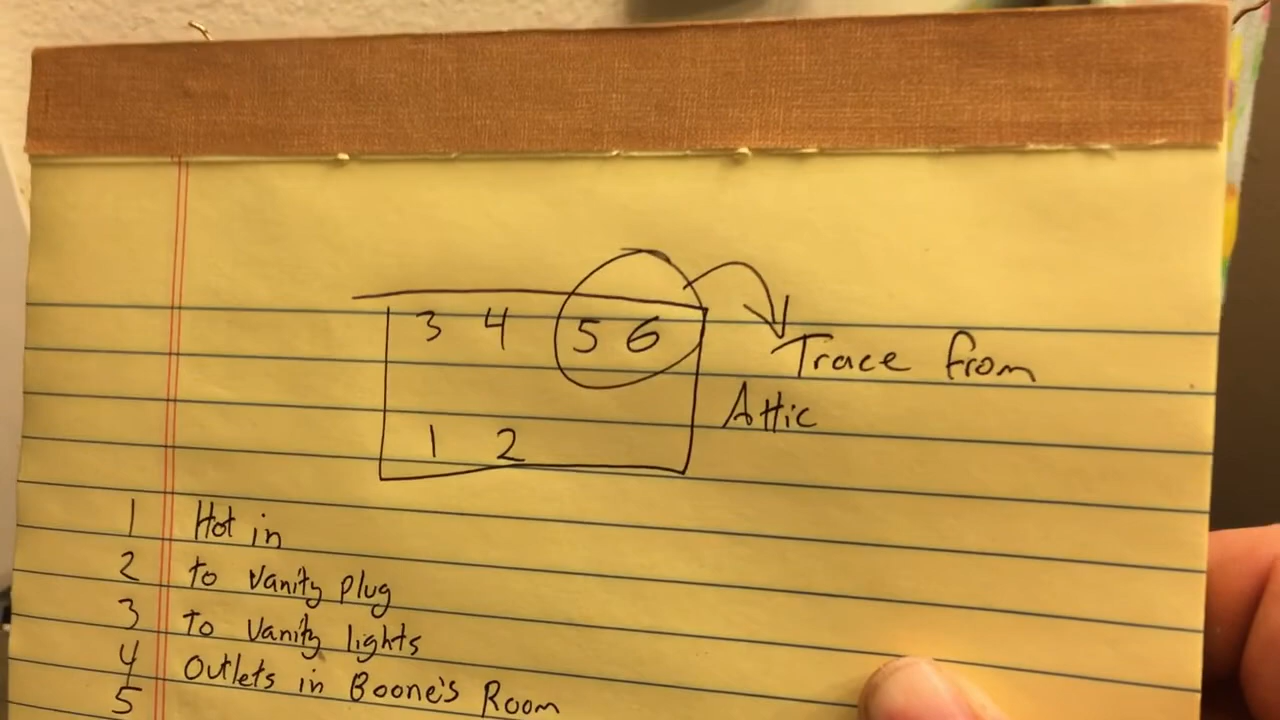 3 4 5 6
Trace from
Attic
1 2
1 Hot in
2 to Vanity plug
3 to Vanity lights
4 Outlets in Boone's Room
5